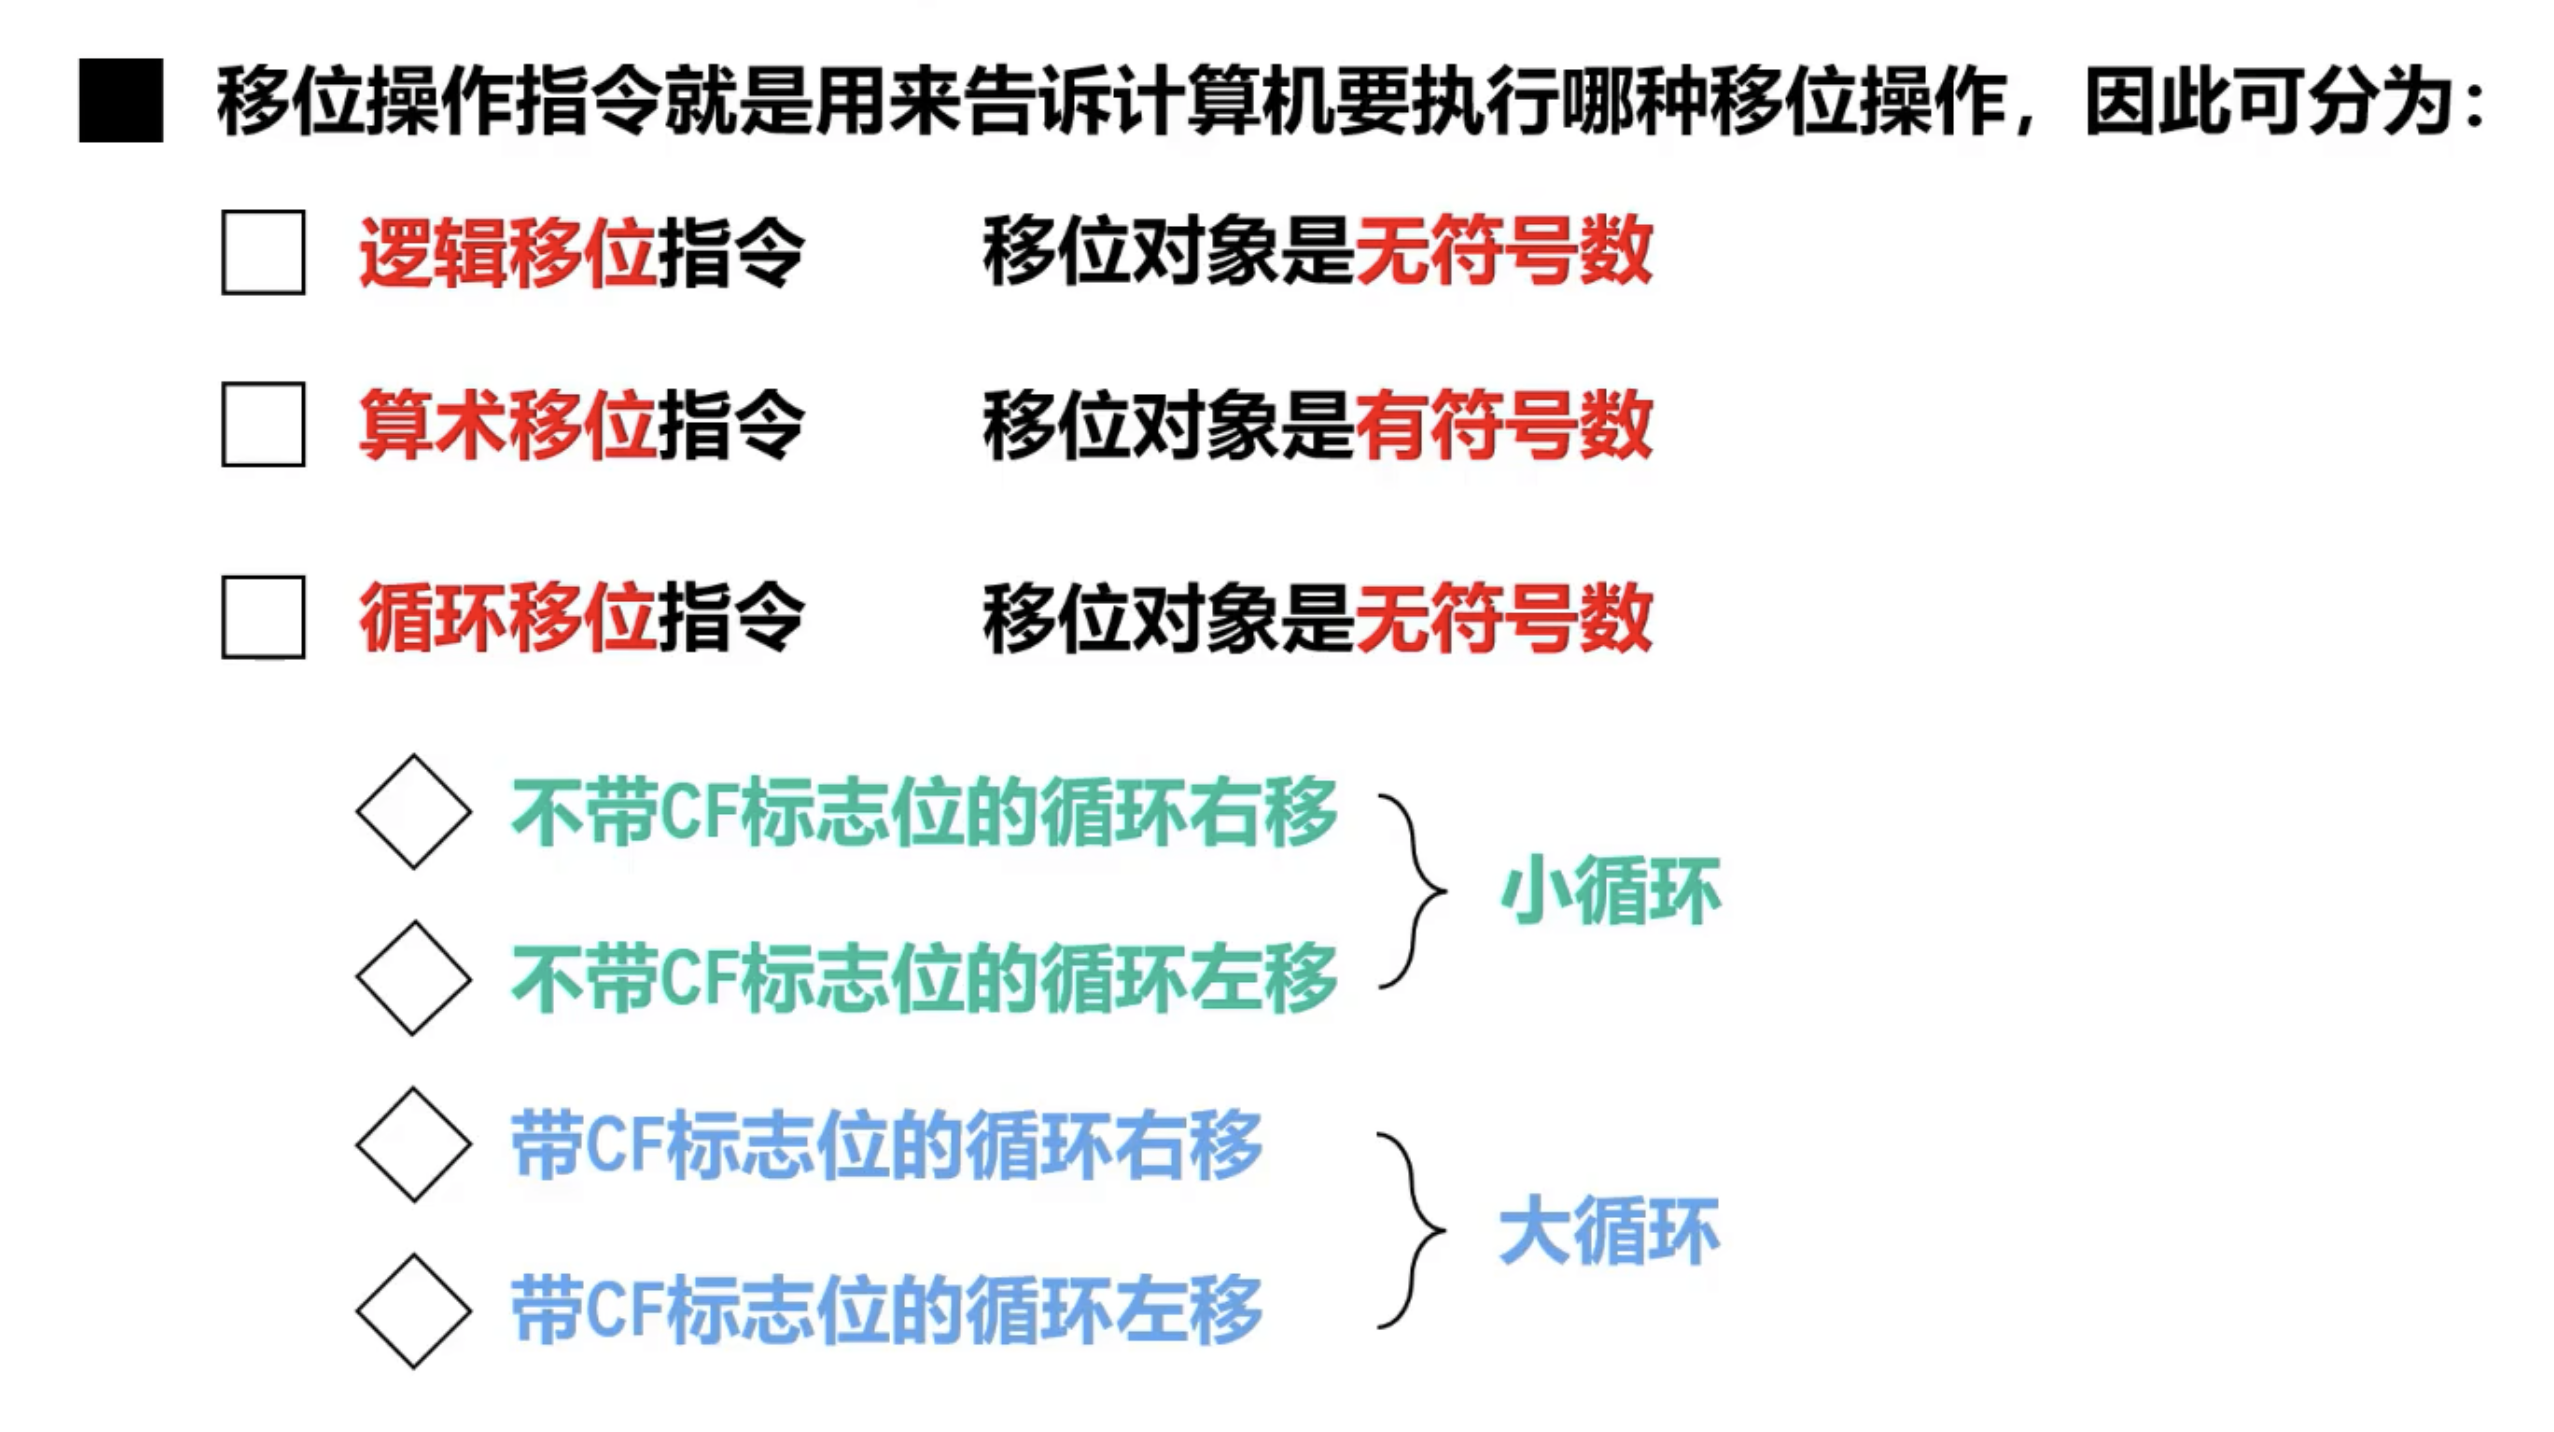 移位操作指令就是用来告诉计算机要执行哪种移位操作，因此可分为：
逻辑移位指令 移位对象是无符号数
算术移位指令 移位对象是有符号数
循环移位指令 移位对象是无符号数
不带CF标志位的循环右移
小循环
不带CF标志位的循环左移
带CF标志位的循环右移
大循环
带CF标志位的循环左移